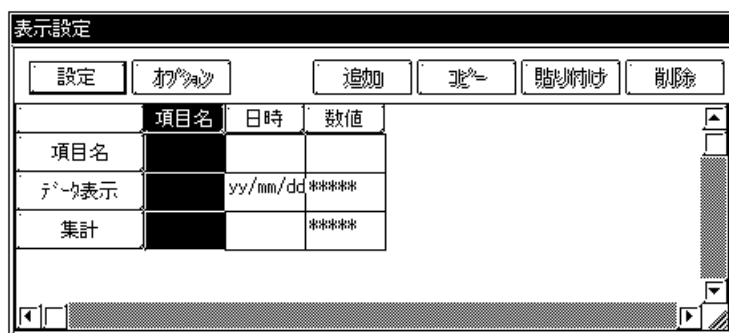 表示設定
設定 ｵﾌﾟｼｮﾝ 追加 ｺﾋﾟｰ 貼り付け 削除
項目名 日時 数値
項目名
ﾃﾞｰﾀ表示 yy/mm/dd *****
集計 *****